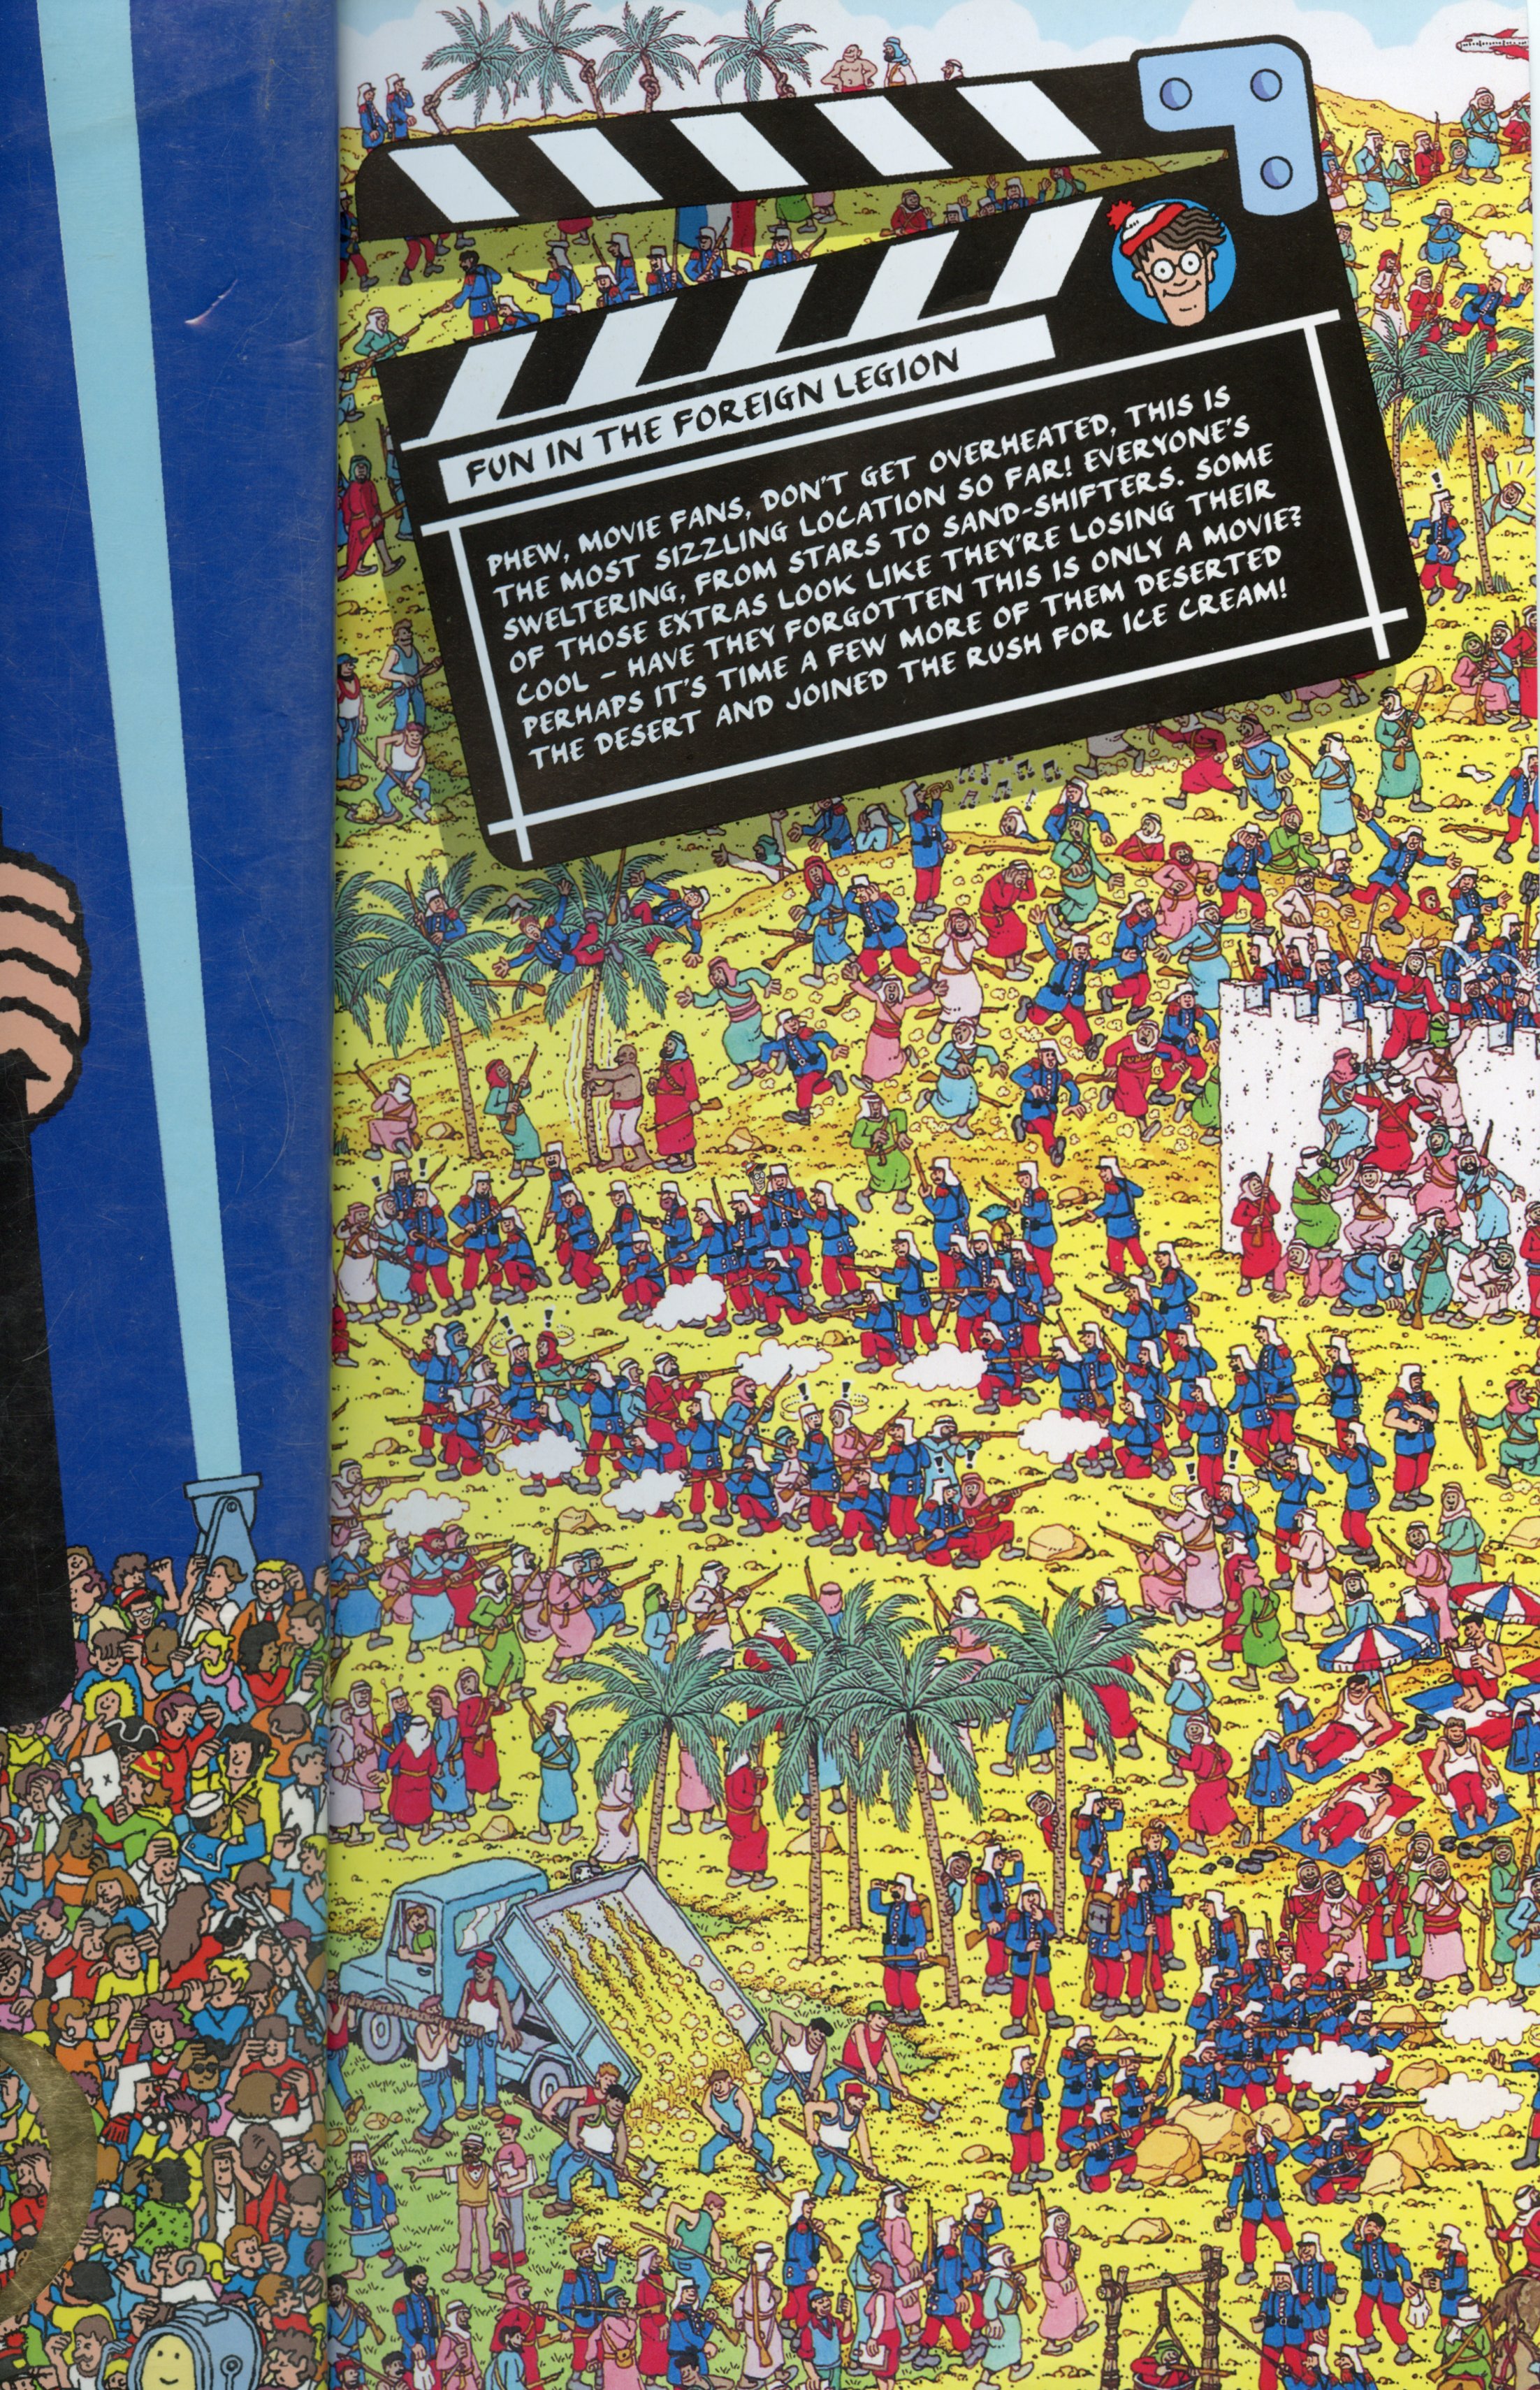 FUN IN THE FOREIGN LEGION
PHEW, MOVIE FANS, DON'T GET OVERHEATED, THIS IS
THE MOST SIZZLING LOCATION SO FAR! EVERYONE'S
SWELTERING, FROM STARS TO SAND-SHIFTERS. SOME
OF THOSE EXTRAS LOOK LIKE THEY'RE LOSING THEIR
COOL – HAVE THEY FORGOTTEN THIS IS ONLY A MOVIE?
PERHAPS IT'S TIME A FEW MORE OF THEM DESERTED
THE DESERT AND JOINED THE RUSH FOR ICE CREAM!